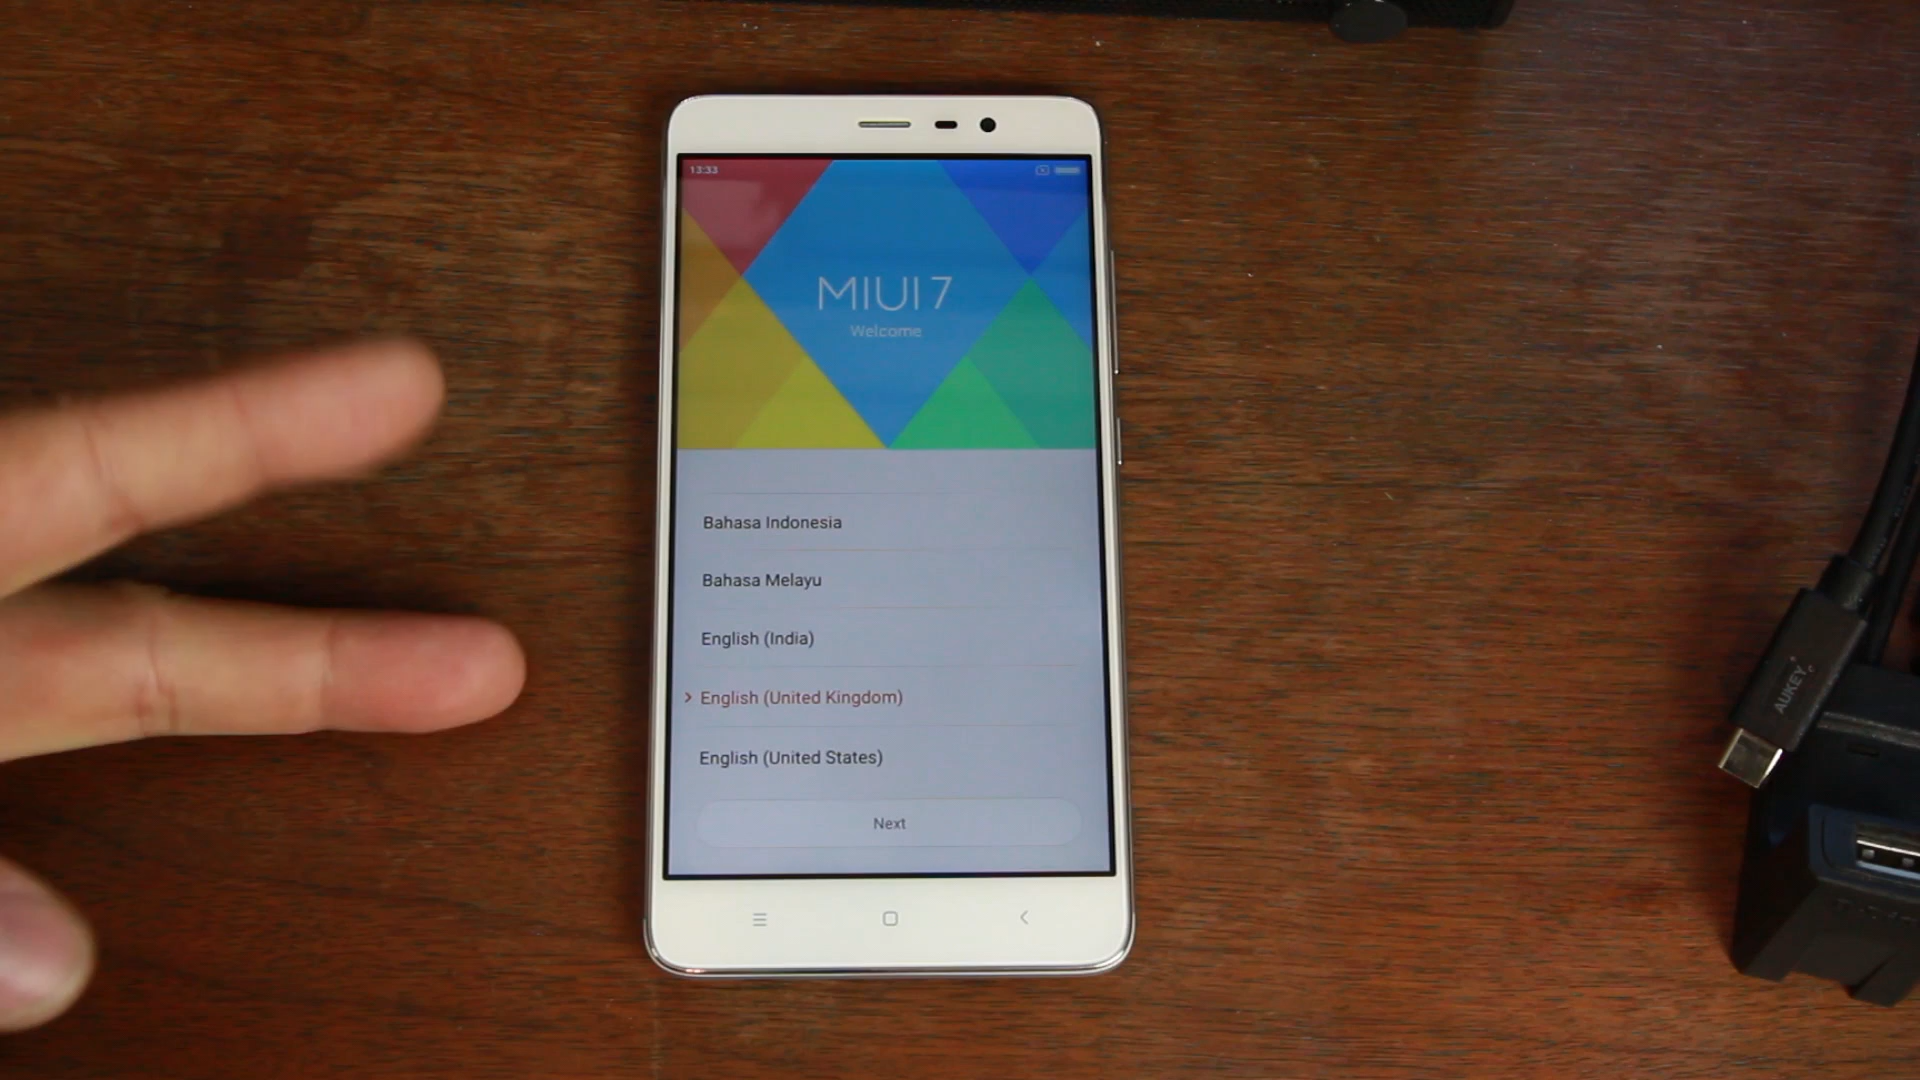 13:33
MIUI 7
Welcome
Bahasa Indonesia
Bahasa Melayu
English (India)
> English (United Kingdom)
English (United States)
Next
AUKEY